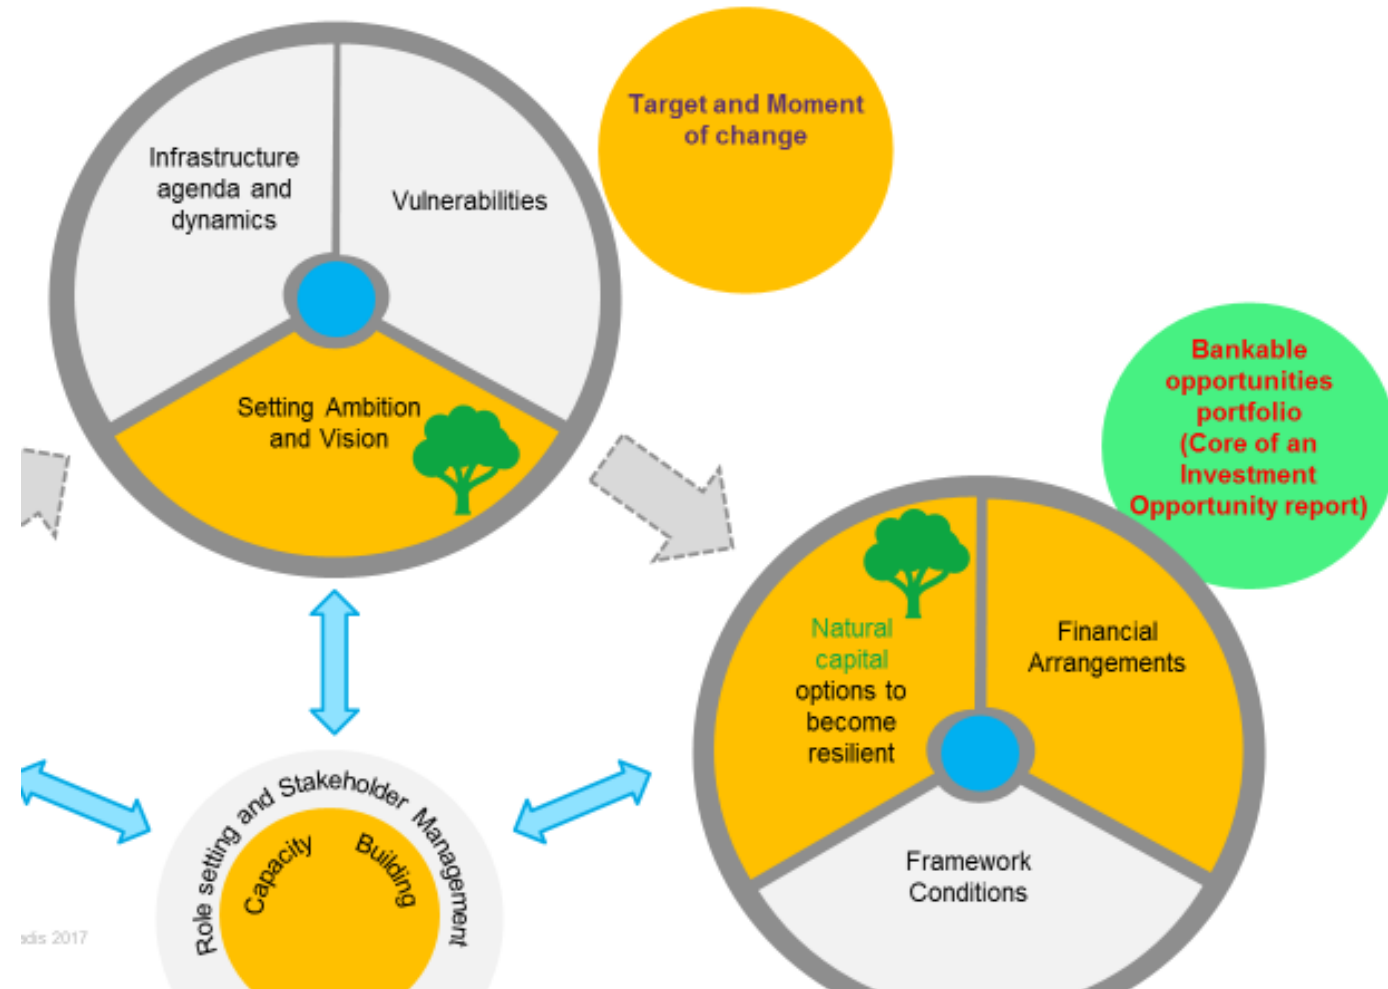 Target and Moment
of change
Infrastructure
agenda and
dynamics
Vulnerabilities
Setting Ambition
and Vision
Bankable
opportunities
portfolio
(Core of an
Investment
Opportunity report)
Natural
capital
options to
become
resilient
Financial
Arrangements
Framework
Conditions
Role setting and Stakeholder Management
Capacity Building
adis 2017